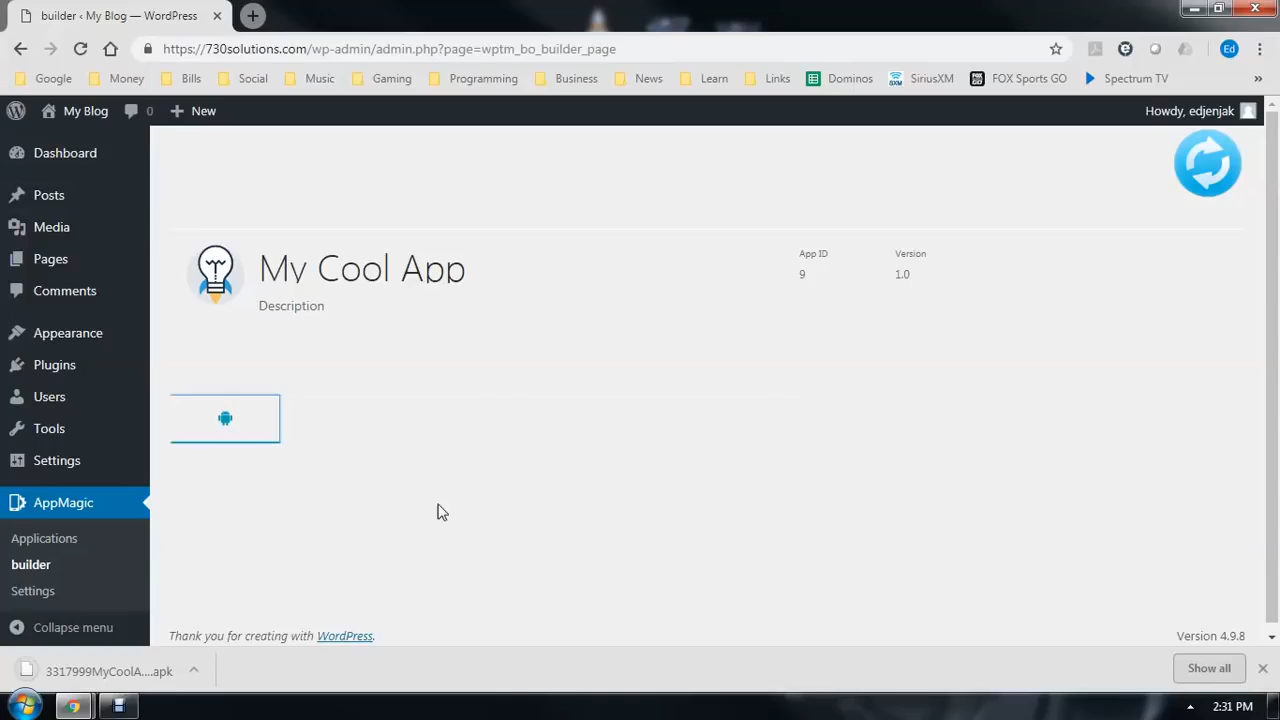 builder ‹ My Blog — WordPress
https://730solutions.com/wp-admin/admin.php?page=wptm_bo_builder_page
Ed
Google Money Bills Social Music Gaming Programming Business News Learn Links Dominos SiriusXM FOX Sports GO Spectrum TV »
My Blog 0 New Howdy, edjenjak
Dashboard
Posts
Media
Pages
Comments
Appearance
Plugins
Users
Tools
Settings
AppMagic
Applications
builder
Settings
Collapse menu
My Cool App
Description
App ID Version
9 1.0
Thank you for creating with WordPress. Version 4.9.8
3317999MyCoolA....apk Show all
2:31 PM